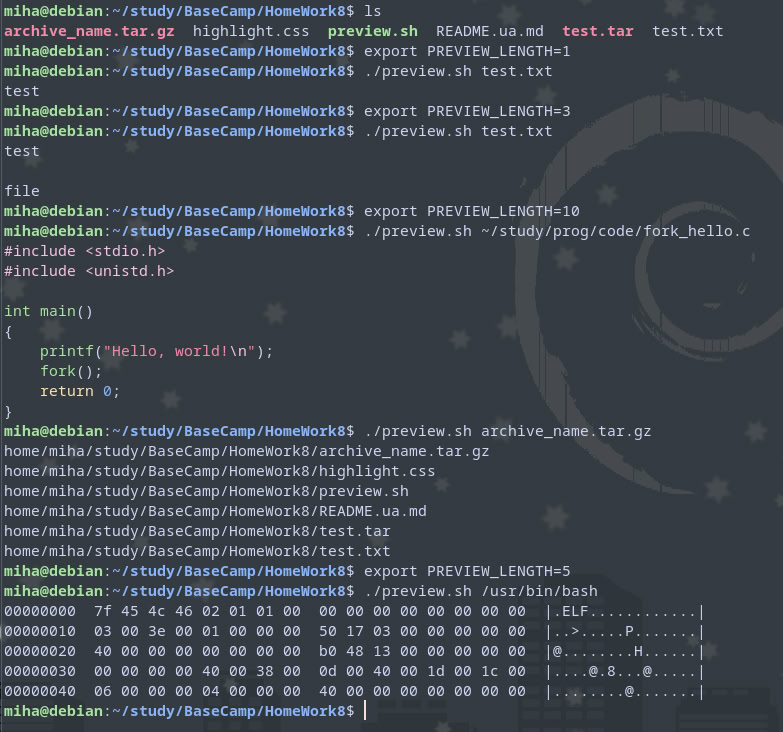 miha@debian:~/study/BaseCamp/HomeWork8$ ls
archive_name.tar.gz  highlight.css  preview.sh  README.ua.md  test.tar  test.txt
miha@debian:~/study/BaseCamp/HomeWork8$ export PREVIEW_LENGTH=1
miha@debian:~/study/BaseCamp/HomeWork8$ ./preview.sh test.txt
test
miha@debian:~/study/BaseCamp/HomeWork8$ export PREVIEW_LENGTH=3
miha@debian:~/study/BaseCamp/HomeWork8$ ./preview.sh test.txt
test

file
miha@debian:~/study/BaseCamp/HomeWork8$ export PREVIEW_LENGTH=10
miha@debian:~/study/BaseCamp/HomeWork8$ ./preview.sh ~/study/prog/code/fork_hello.c
#include <stdio.h>
#include <unistd.h>

int main()
{
    printf("Hello, world!\n");
    fork();
    return 0;
}
miha@debian:~/study/BaseCamp/HomeWork8$ ./preview.sh archive_name.tar.gz
home/miha/study/BaseCamp/HomeWork8/archive_name.tar.gz
home/miha/study/BaseCamp/HomeWork8/highlight.css
home/miha/study/BaseCamp/HomeWork8/preview.sh
home/miha/study/BaseCamp/HomeWork8/README.ua.md
home/miha/study/BaseCamp/HomeWork8/test.tar
home/miha/study/BaseCamp/HomeWork8/test.txt
miha@debian:~/study/BaseCamp/HomeWork8$ export PREVIEW_LENGTH=5
miha@debian:~/study/BaseCamp/HomeWork8$ ./preview.sh /usr/bin/bash
00000000  7f 45 4c 46 02 01 01 00  00 00 00 00 00 00 00 00  |.ELF............|
00000010  03 00 3e 00 01 00 00 00  50 17 03 00 00 00 00 00  |..>.....P.......|
00000020  40 00 00 00 00 00 00 00  b0 48 13 00 00 00 00 00  |@........H......|
00000030  00 00 00 00 40 00 38 00  0d 00 40 00 1d 00 1c 00  |....@.8...@.....|
00000040  06 00 00 00 04 00 00 00  40 00 00 00 00 00 00 00  |........@.......|
miha@debian:~/study/BaseCamp/HomeWork8$